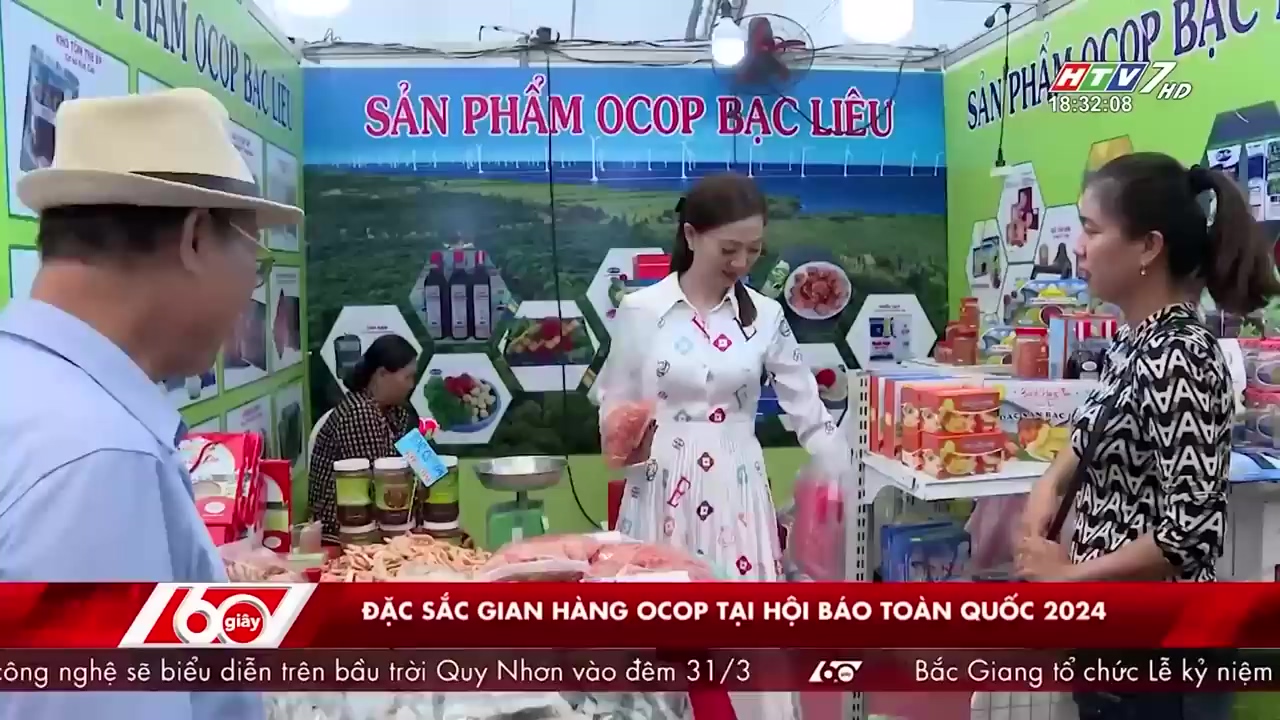 SẢN PHẨM OCOP BẠC LIÊU
PHẨM OCOP BẠC LIÊU
SẢN PHẨM OCOP BẠC
HTV7 HD
18:32:08
60 giây
ĐẶC SẮC GIAN HÀNG OCOP TẠI HỘI BÁO TOÀN QUỐC 2024
công nghệ sẽ biểu diễn trên bầu trời Quy Nhơn vào đêm 31/3
60 giây
Bắc Giang tổ chức Lễ kỷ niệm